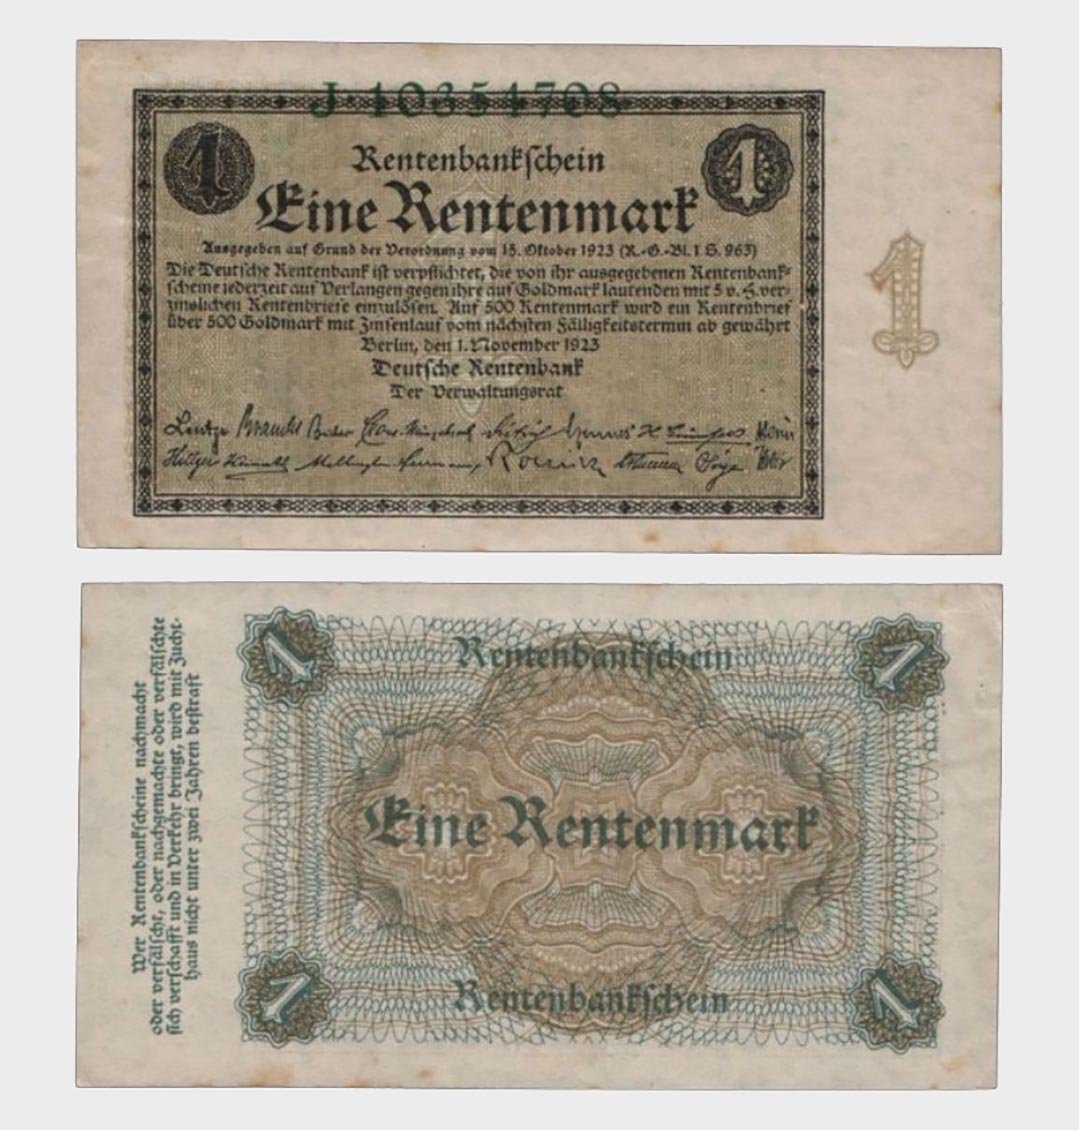 J·10354708
1 1
Rentenbankschein
Eine Rentenmark
Ausgegeben auf Grund der Verordnung vom 15. Oktober 1923 (R.-G.-Bl. I S. 963)
Die Deutsche Rentenbank ist verpflichtet, die von ihr ausgegebenen Rentenbank-
scheine jederzeit auf Verlangen gegen ihre auf Goldmark lautenden mit 5 v. H. ver-
zinslichen Rentenbriefe einzulösen. Auf 500 Rentenmark wird ein Rentenbrief
über 500 Goldmark mit Zinsenlauf vom nächsten Fälligkeitstermin ab gewährt
Berlin, den 1. November 1923
Deutsche Rentenbank
Der Verwaltungsrat
1
Wer Rentenbankscheine nachmacht
oder verfälscht, oder nachgemachte oder verfälschte
sich verschafft und in Verkehr bringt, wird mit Zucht-
haus nicht unter zwei Jahren bestraft
1 1
Rentenbankschein
Eine Rentenmark
Rentenbankschein
1 1